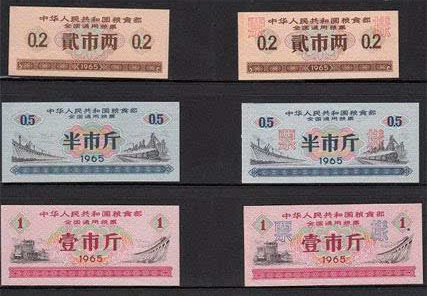 中华人民共和国粮食部
全国通用粮票
0.2 贰市两 0.2
1965
中华人民共和国粮食部
全国通用粮票
票 样
0.2 贰市两 0.2
1965
中华人民共和国粮食部
全国通用粮票
0.5 0.5
半市斤
1965
中华人民共和国粮食部
全国通用粮票
0.5 票 样 0.5
半市斤
1965
中华人民共和国粮食部
全国通用粮票
1 1
壹市斤
1965
中华人民共和国粮食部
全国通用粮票
1 票 样 1
壹市斤
1965